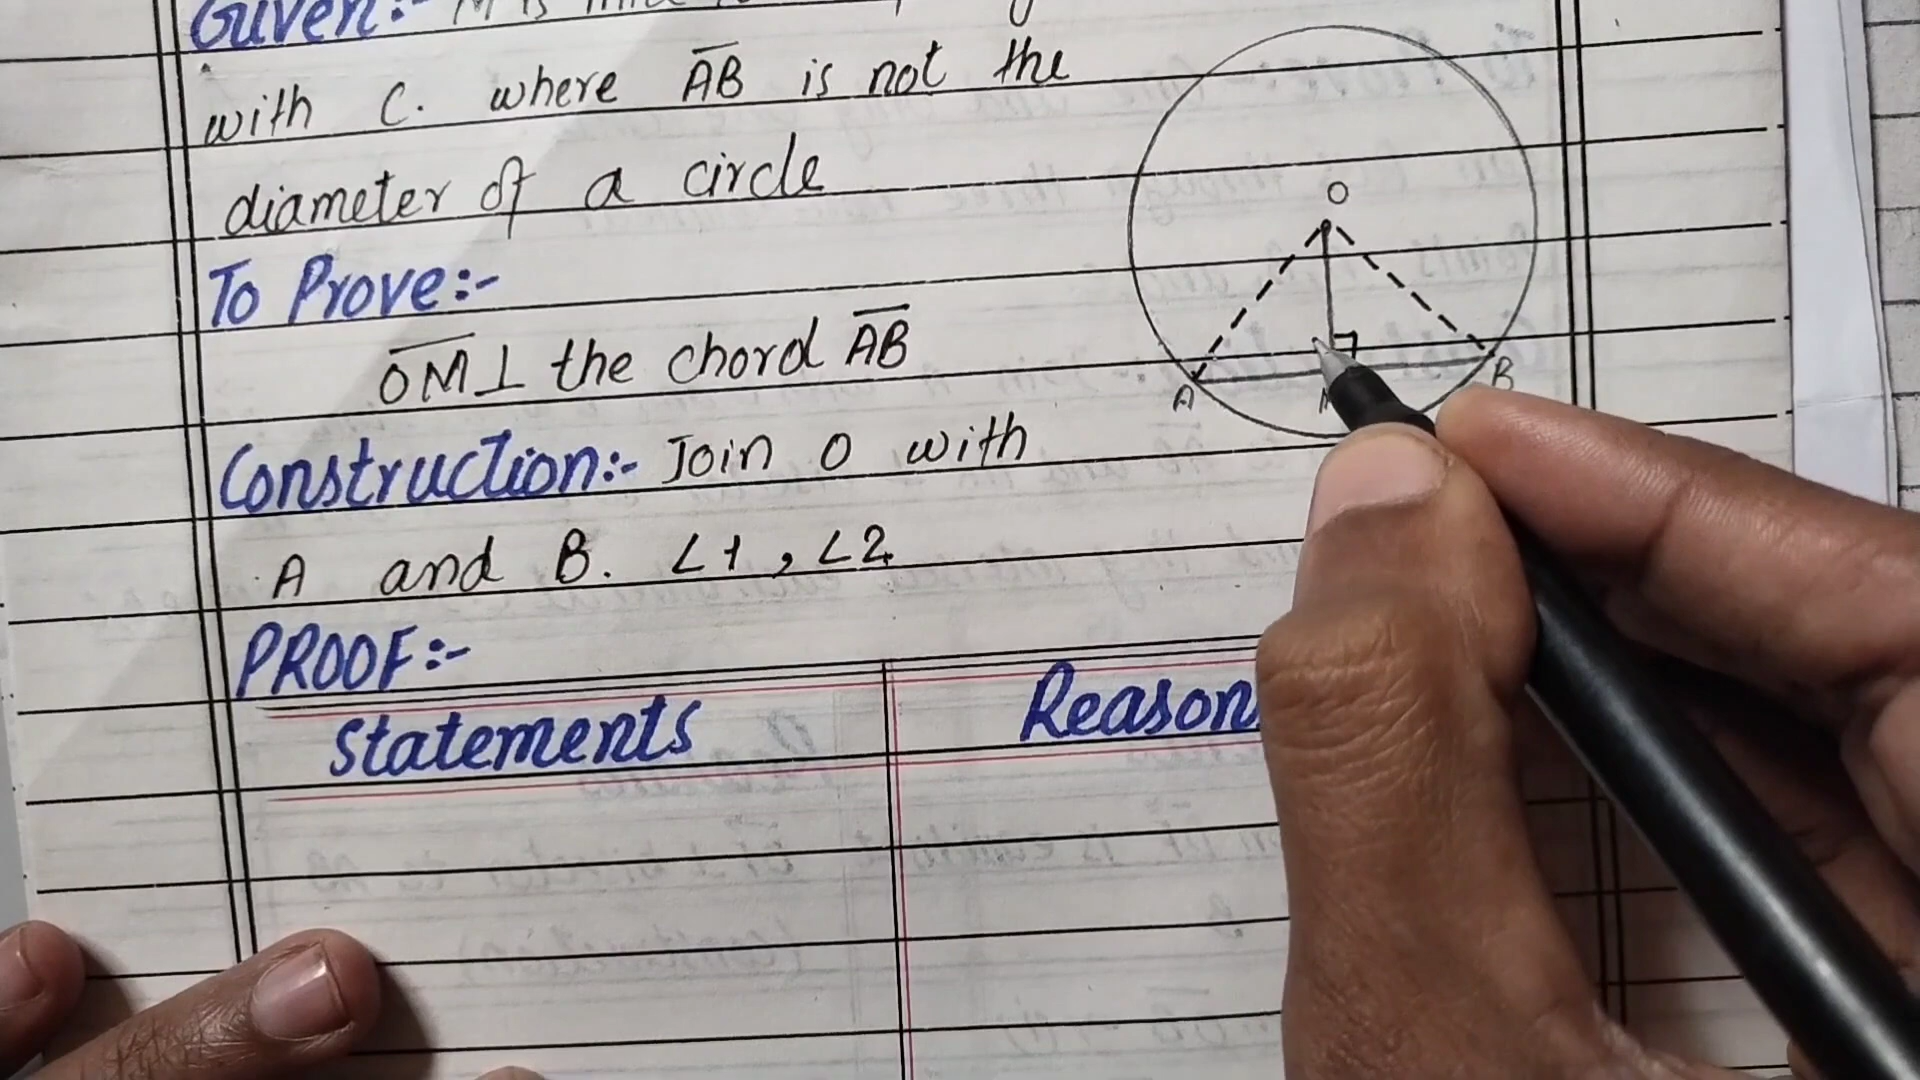 Given:- M is
with C. where AB is not the
diameter of a circle
To Prove:-
OM ⊥ the chord AB
Construction:- Join O with
A and B. ∠1, ∠2
PROOF:-
Statements Reason
O
A
B